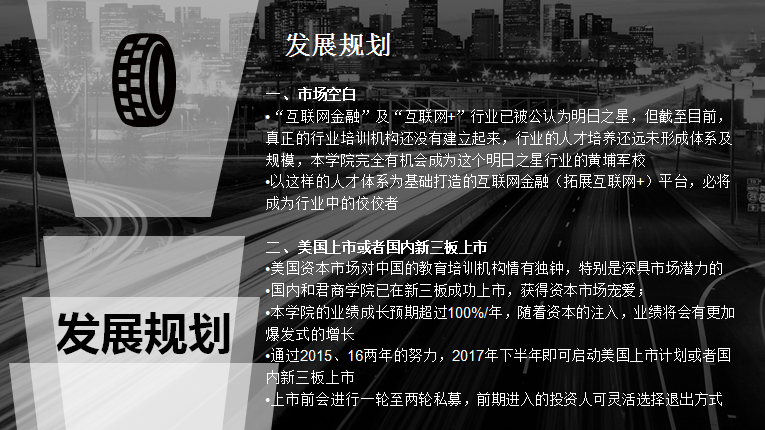 发展规划
一、市场空白
•“互联网金融”及“互联网+”行业已被公认为明日之星，但截至目前，
真正的行业培训机构还没有建立起来，行业的人才培养还远未形成体系及
规模，本学院完全有机会成为这个明日之星行业的黄埔军校
•以这样的人才体系为基础打造的互联网金融（拓展互联网+）平台，必将
成为行业中的佼佼者
二、美国上市或者国内新三板上市
•美国资本市场对中国的教育培训机构情有独钟，特别是深具市场潜力的
•国内和君商学院已在新三板成功上市，获得资本市场宠爱；
•本学院的业绩成长预期超过100%/年，随着资本的注入，业绩将会有更加
爆发式的增长
•通过2015、16两年的努力，2017年下半年即可启动美国上市计划或者国
内新三板上市
•上市前会进行一轮至两轮私募，前期进入的投资人可灵活选择退出方式
发展规划